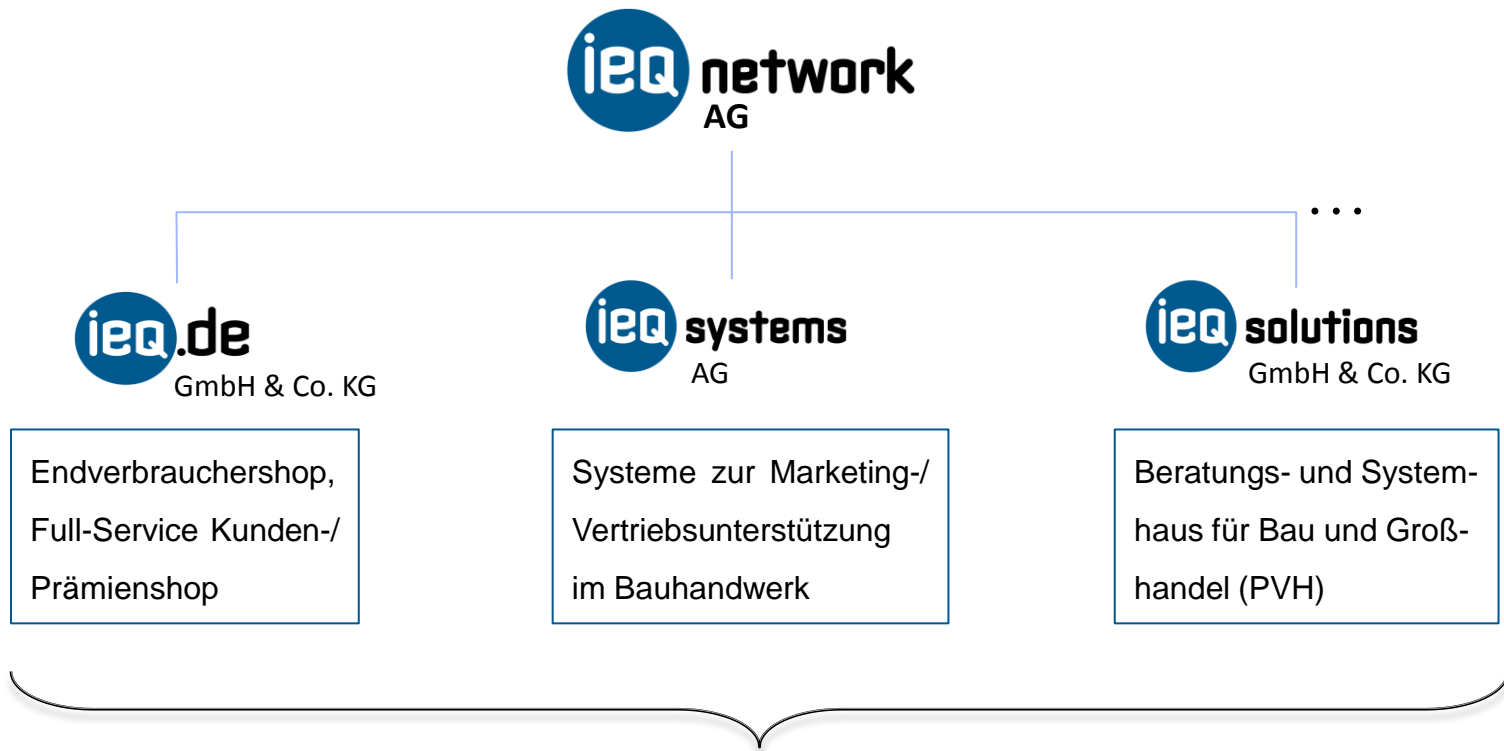 ieq network
AG
...
ieq.de
GmbH & Co. KG
ieq systems
AG
ieq solutions
GmbH & Co. KG
Endverbrauchershop,
Full-Service Kunden-/
Prämienshop
Systeme zur Marketing-/
Vertriebsunterstützung
im Bauhandwerk
Beratungs- und System-
haus für Bau und Groß-
handel (PVH)